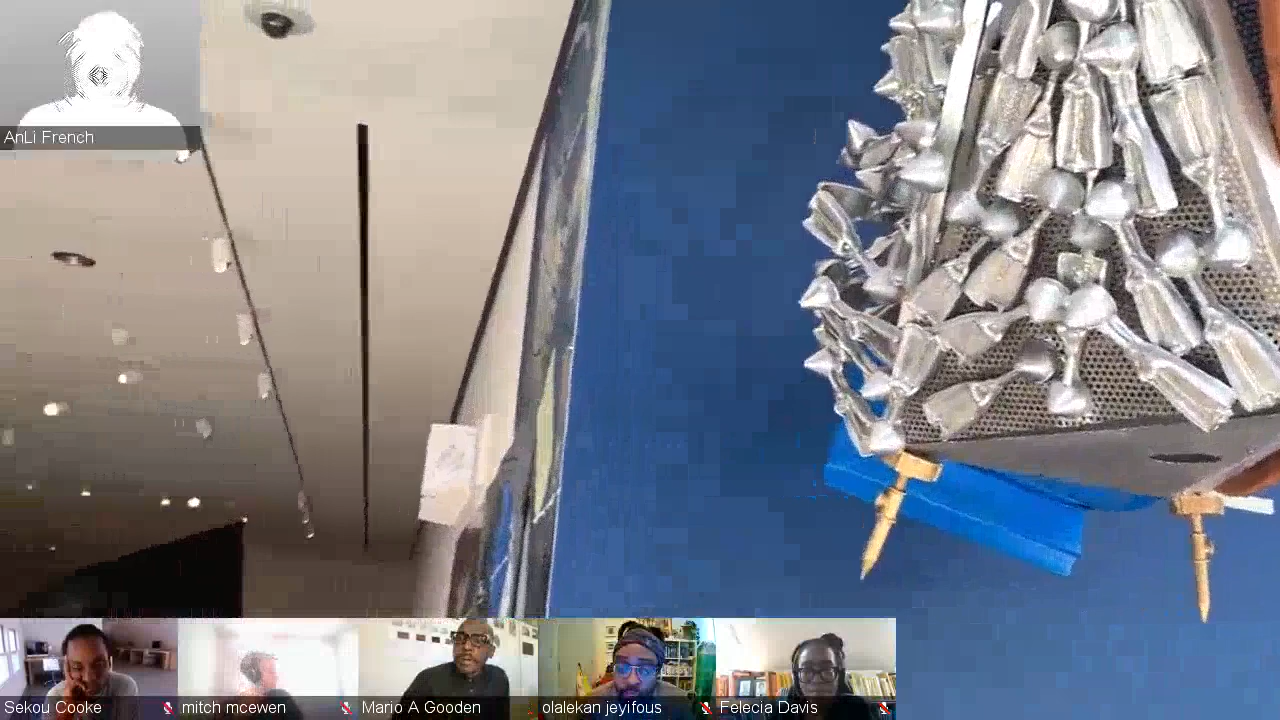 AnLi French
Sekou Cooke
mitch mcewen
Mario A Gooden
olalekan jeyifous
Felecia Davis